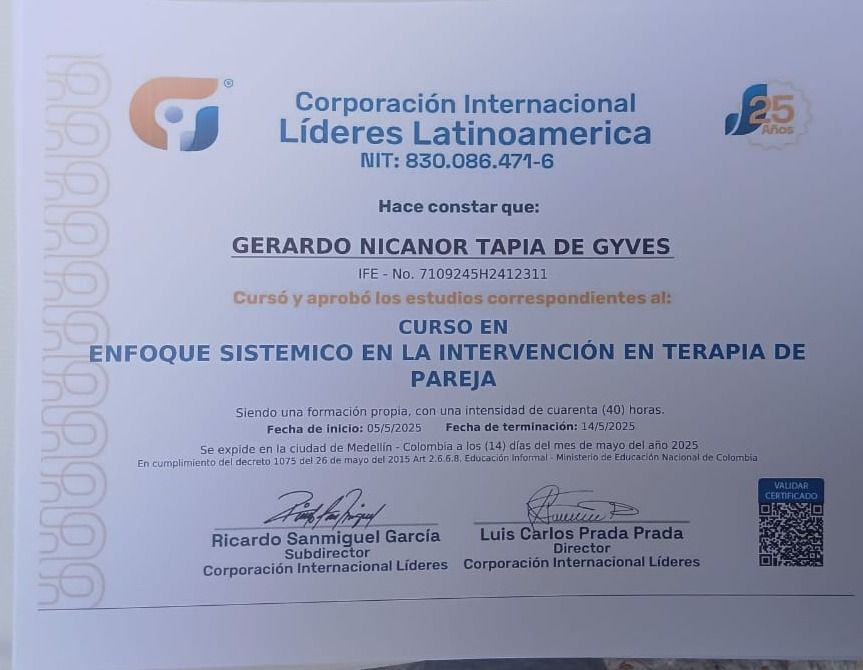 ®
25
Años
Corporación Internacional
Líderes Latinoamerica
NIT: 830.086.471-6
Hace constar que:
GERARDO NICANOR TAPIA DE GYVES
IFE - No. 7109245H2412311
Cursó y aprobó los estudios correspondientes al:
CURSO EN
ENFOQUE SISTEMICO EN LA INTERVENCIÓN EN TERAPIA DE
PAREJA
Siendo una formación propia, con una intensidad de cuarenta (40) horas.
Fecha de inicio: 05/5/2025 Fecha de terminación: 14/5/2025
Se expide en la ciudad de Medellín - Colombia a los (14) días del mes de mayo del año 2025
En cumplimiento del decreto 1075 del 26 de mayo del 2015 Art 2.6.6.8. Educación Informal - Ministerio de Educación Nacional de Colombia
Ricardo Sanmiguel García
Subdirector
Corporación Internacional Líderes
Luis Carlos Prada Prada
Director
Corporación Internacional Líderes
VALIDAR
CERTIFICADO